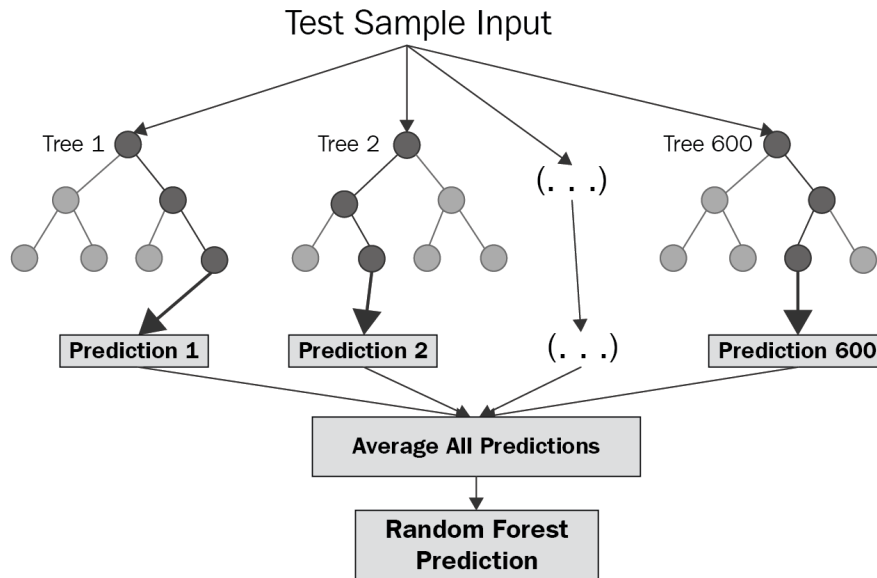 Test Sample Input
Tree 1
Tree 2
(. . .)
Tree 600
Prediction 1
Prediction 2
(. . .)
Prediction 600
Average All Predictions
Random Forest
Prediction